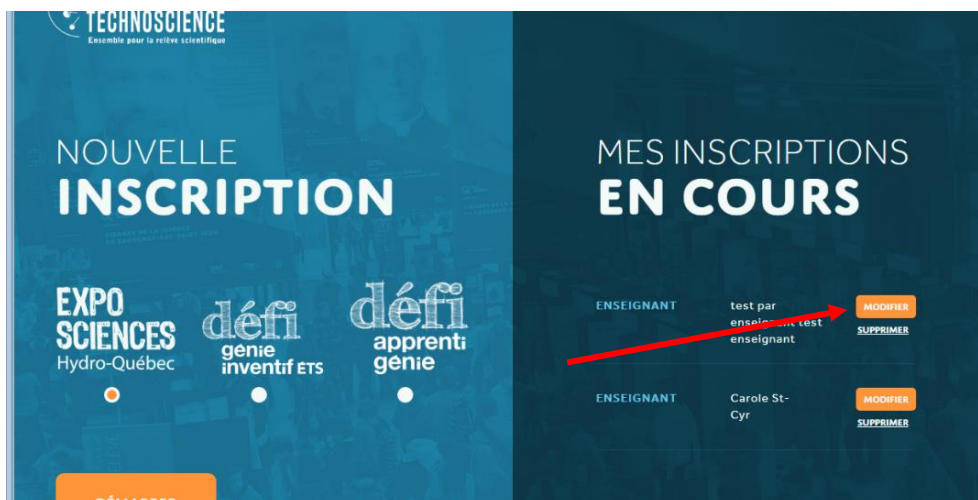 TECHNOSCIENCE
Ensemble pour la relève scientifique
NOUVELLE
INSCRIPTION
EXPO
SCIENCES
Hydro-Québec
défi
génie
inventif ÉTS
défi
apprenti
génie
MES INSCRIPTIONS
EN COURS
ENSEIGNANT
test par
enseignant test
enseignant
MODIFIER
SUPPRIMER
ENSEIGNANT
Carole St-
Cyr
MODIFIER
SUPPRIMER